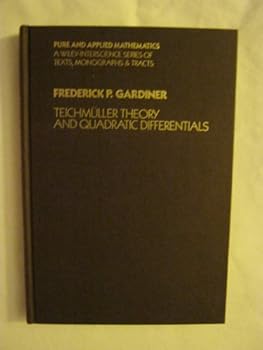 PURE AND APPLIED MATHEMATICS
A WILEY-INTERSCIENCE SERIES OF
TEXTS, MONOGRAPHS & TRACTS
FREDERICK P. GARDINER
TEICHMÜLLER THEORY
AND QUADRATIC DIFFERENTIALS